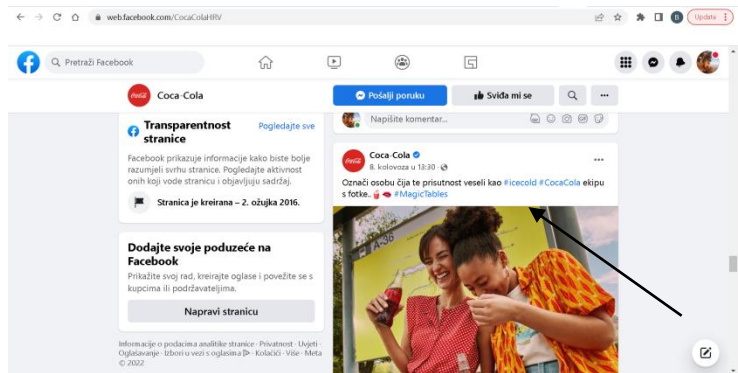 web.facebook.com/CocaColaHRV
Update
Pretraži Facebook
Coca-Cola
Pošalji poruku
Sviđa mi se
Transparentnost stranice
Pogledajte sve
Facebook prikazuje informacije kako biste bolje
razumjeli svrhu stranice. Pogledajte aktivnost
onih koji vode stranicu i objavljuju sadržaj.
Stranica je kreirana – 2. ožujka 2016.
Dodajte svoje poduzeće na
Facebook
Prikažite svoj rad, kreirajte oglase i povežite se s
kupcima ili podržavateljima.
Napravi stranicu
Informacije o podacima analitike stranice · Privatnost · Uvjeti ·
Oglašavanje · Izbori u vezi s oglasima · Kolačići · Više · Meta
© 2022
Napišite komentar...
Coca-Cola
8. kolovoza u 13:30 ·
Označi osobu čija te prisutnost veseli kao #icecold #CocaCola ekipu
s fotke.. #MagicTables
A-36